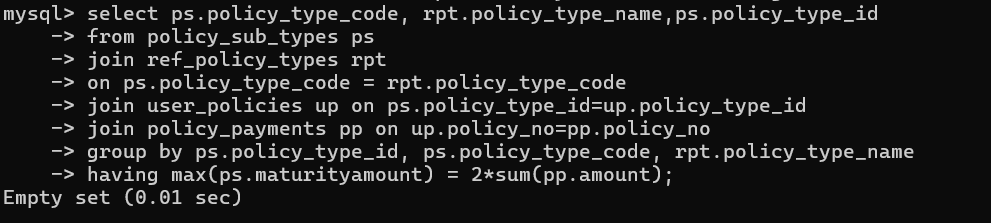 mysql> select ps.policy_type_code, rpt.policy_type_name,ps.policy_type_id
    -> from policy_sub_types ps
    -> join ref_policy_types rpt
    -> on ps.policy_type_code = rpt.policy_type_code
    -> join user_policies up on ps.policy_type_id=up.policy_type_id
    -> join policy_payments pp on up.policy_no=pp.policy_no
    -> group by ps.policy_type_id, ps.policy_type_code, rpt.policy_type_name
    -> having max(ps.maturityamount) = 2*sum(pp.amount);
Empty set (0.01 sec)